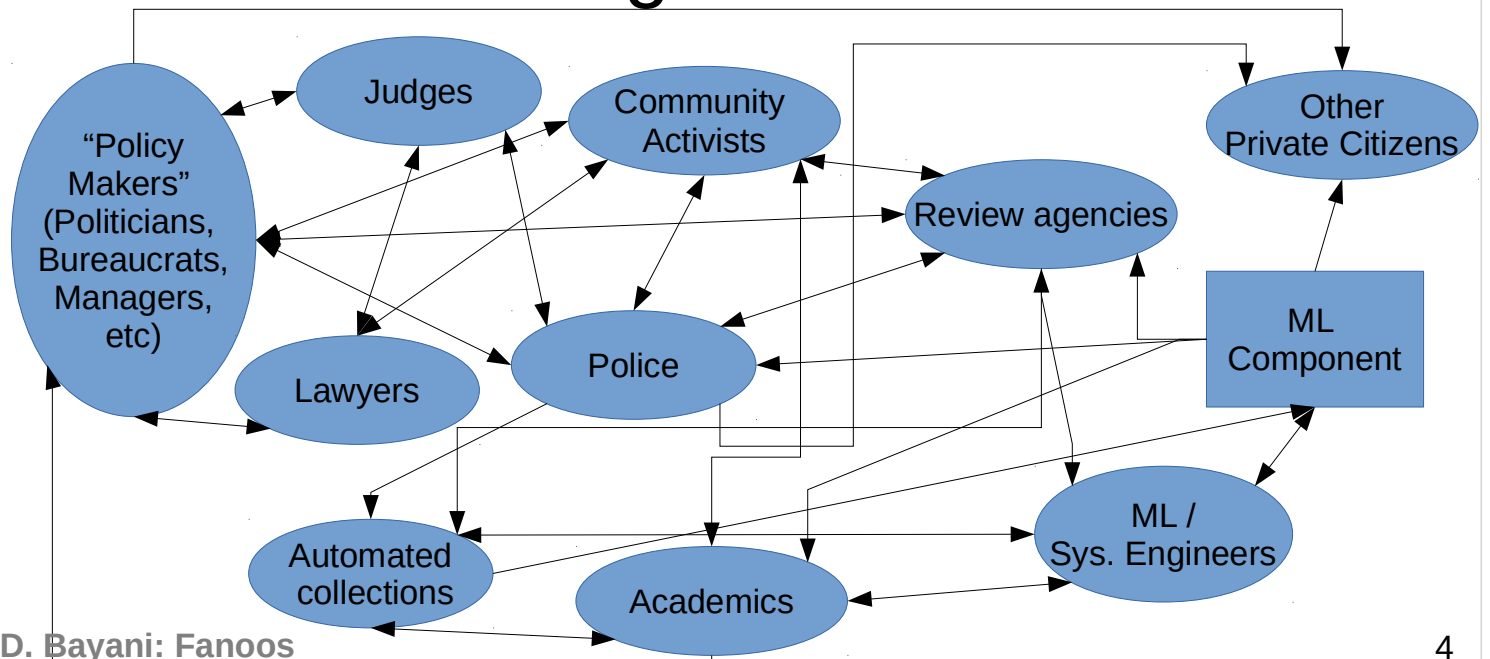 Judges
Community
Activists
Other
Private Citizens
“Policy
Makers”
(Politicians,
Bureaucrats,
Managers,
etc)
Review agencies
ML
Component
Police
Lawyers
ML /
Sys. Engineers
Automated
collections
Academics
D. Bayani: Fanoos
4